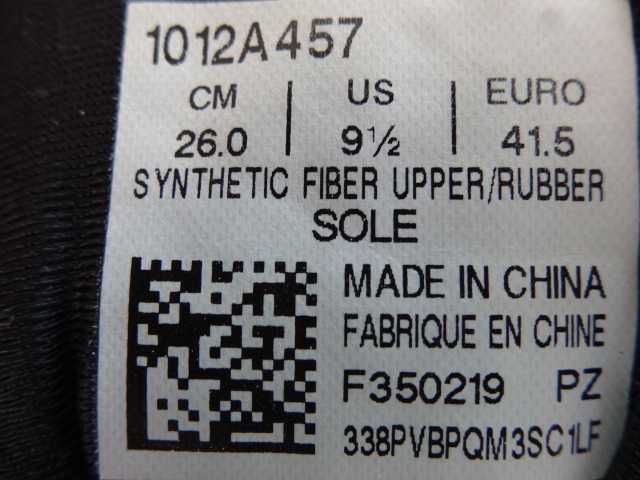 1012A457
CM | US | EURO
26.0 | 9½ | 41.5
SYNTHETIC FIBER UPPER/RUBBER
SOLE
MADE IN CHINA
FABRIQUE EN CHINE
F350219 PZ
338PVBPQM3SC1LF